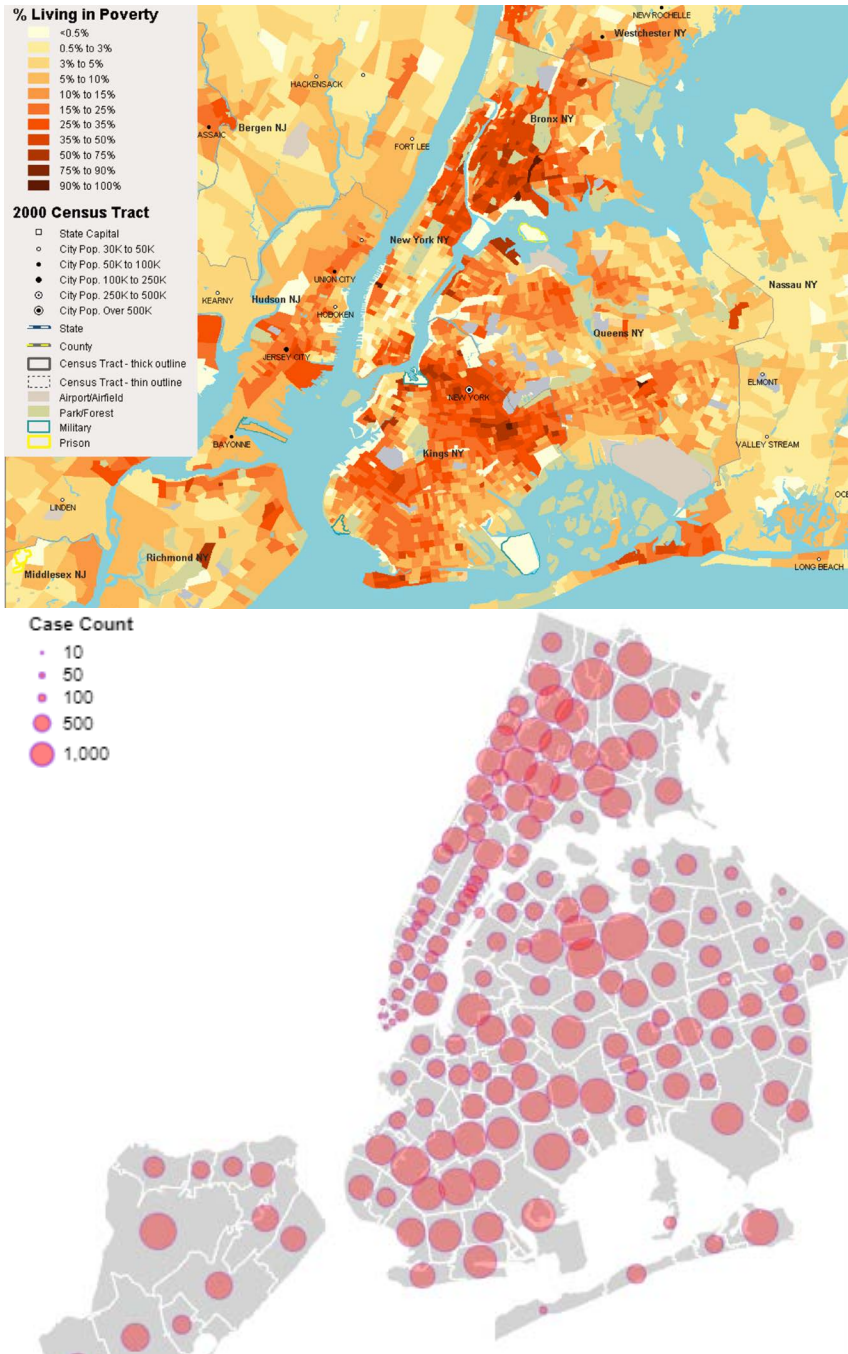 % Living in Poverty
<0.5%
0.5% to 3%
3% to 5%
5% to 10%
10% to 15%
15% to 25%
25% to 35%
35% to 50%
50% to 75%
75% to 90%
90% to 100%
2000 Census Tract
State Capital
City Pop. 30K to 50K
City Pop. 50K to 100K
City Pop. 100K to 250K
City Pop. 250K to 500K
City Pop. Over 500K
State
County
Census Tract - thick outline
Census Tract - thin outline
Airport/Airfield
Park/Forest
Military
Prison
NEW ROCHELLE
Westchester NY
HACKENSACK
ASSAIC
Bergen NJ
Bronx NY
FORT LEE
New York NY
UNION CITY
Nassau NY
KEARNY
Hudson NJ
HOBOKEN
Queens NY
JERSEY CITY
ELMONT
NEW YORK
BAYONNE
VALLEY STREAM
Kings NY
LINDEN
OCE
Richmond NY
Middlesex NJ
LONG BEACH
Case Count
10
50
100
500
1,000